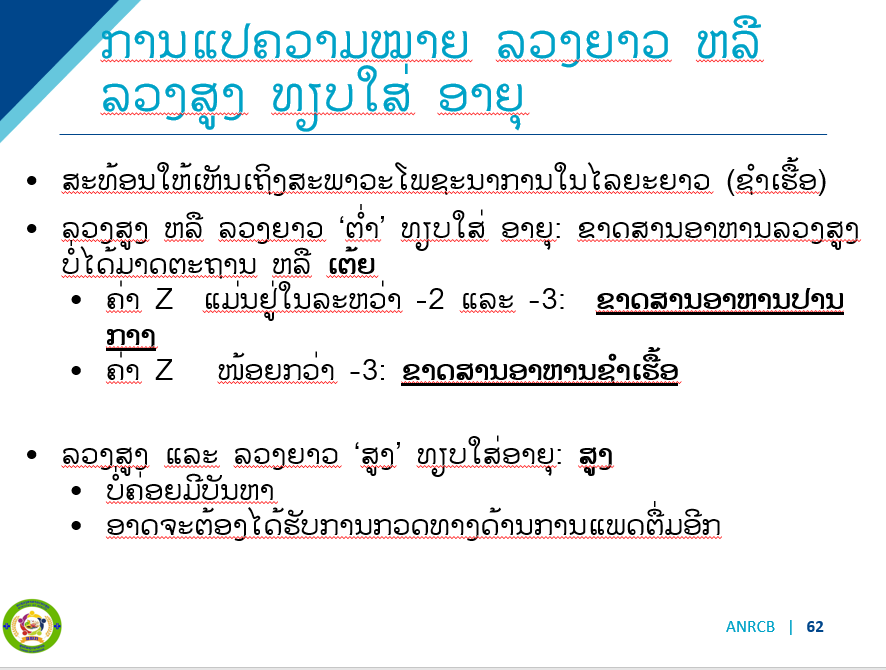 ການແປຄວາມໝາຍ ລວງຍາວ ຫລື
ລວງສູງ ທຽບໃສ່ ອາຍຸ
• ສະທ້ອນໃຫ້ເຫັນເຖິງສະພາວະໂພຊະນາການໃນໄລຍະຍາວ (ຊຳເຮື້ອ)
• ລວງສູງ ຫລື ລວງຍາວ ‘ຕ່ຳ’ ທຽບໃສ່ ອາຍຸ: ຂາດສານອາຫານລວງສູງ
ບໍ່ໄດ້ມາດຕະຖານ ຫລື ເຕ້ຍ
• ຄ່າ Z ແມ່ນຢູ່ໃນລະຫວ່າ -2 ແລະ -3: ຂາດສານອາຫານປານ
ກາງ
• ຄ່າ Z ໜ້ອຍກວ່າ -3: ຂາດສານອາຫານຊຳເຮື້ອ
• ລວງສູງ ແລະ ລວງຍາວ ‘ສູງ’ ທຽບໃສ່ອາຍຸ: ສູງ
• ບໍ່ຄ່ອຍມີບັນຫາ
• ອາດຈະຕ້ອງໄດ້ຮັບການກວດທາງດ້ານການແພດຕື່ມອີກ
ANRCB | 62